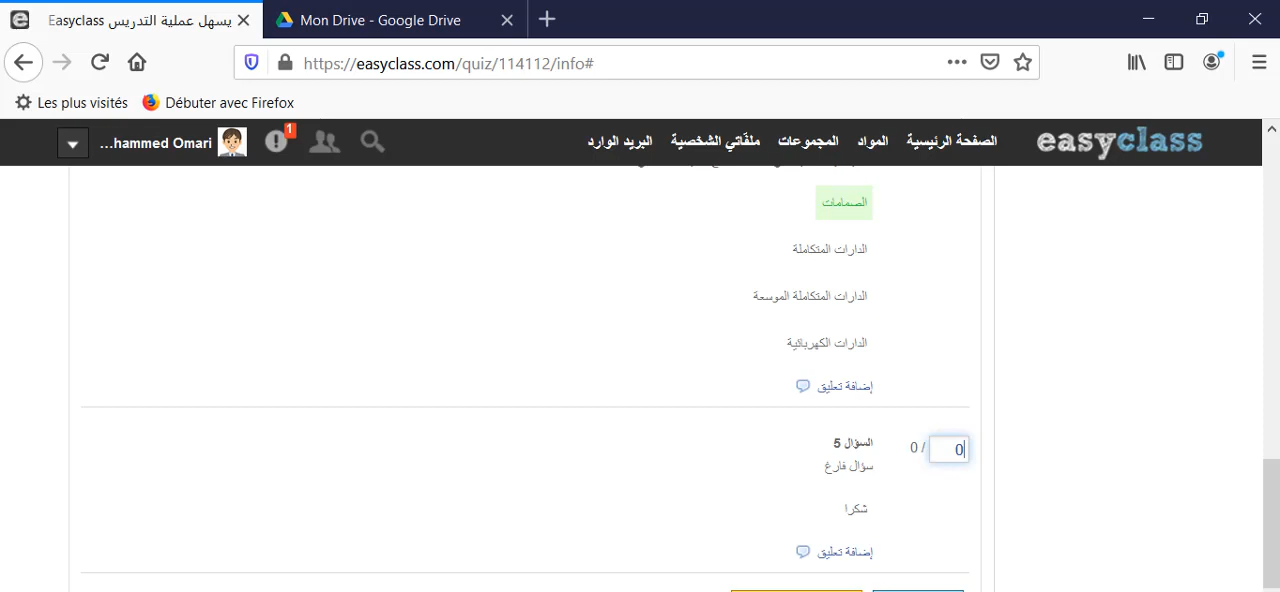 Easyclass يسهل عملية التدريس
Mon Drive - Google Drive
https://easyclass.com/quiz/114112/info#
Les plus visités
Débuter avec Firefox
...hammed Omari
1
البريد الوارد
ملفّاتي الشخصية
المجموعات
المواد
الصفحة الرئيسية
easyclass
الصمامات
الدارات المتكاملة
الدارات المتكاملة الموسعة
الدارات الكهربائية
إضافة تعليق
السؤال 5
0 / 0
سؤال فارغ
شكرا
إضافة تعليق